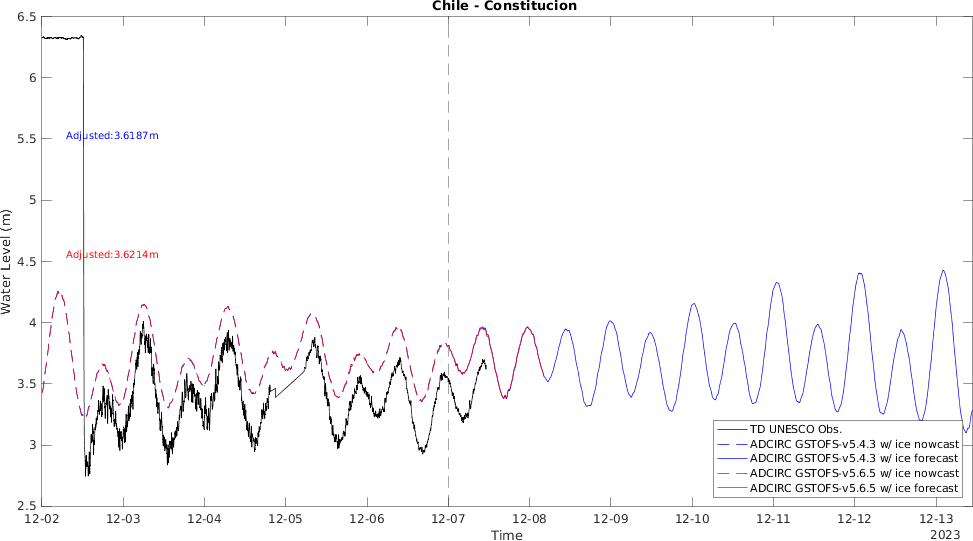 Chile - Constitucion
6.5
6
5.5
5
4.5
4
3.5
3
2.5
Water Level (m)
Adjusted:3.6187m
Adjusted:3.6214m
TD UNESCO Obs.
ADCIRC GSTOFS-v5.4.3 w/ ice nowcast
ADCIRC GSTOFS-v5.4.3 w/ ice forecast
ADCIRC GSTOFS-v5.6.5 w/ ice nowcast
ADCIRC GSTOFS-v5.6.5 w/ ice forecast
12-02 12-03 12-04 12-05 12-06 12-07 12-08 12-09 12-10 12-11 12-12 12-13
Time
2023